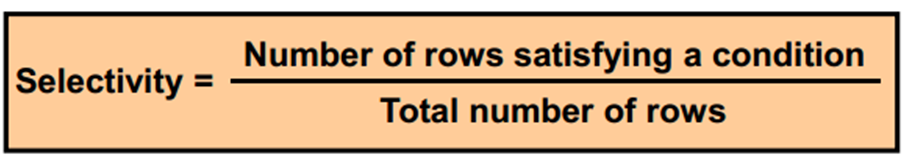 Number of rows satisfying a condition
Selectivity =
Total number of rows